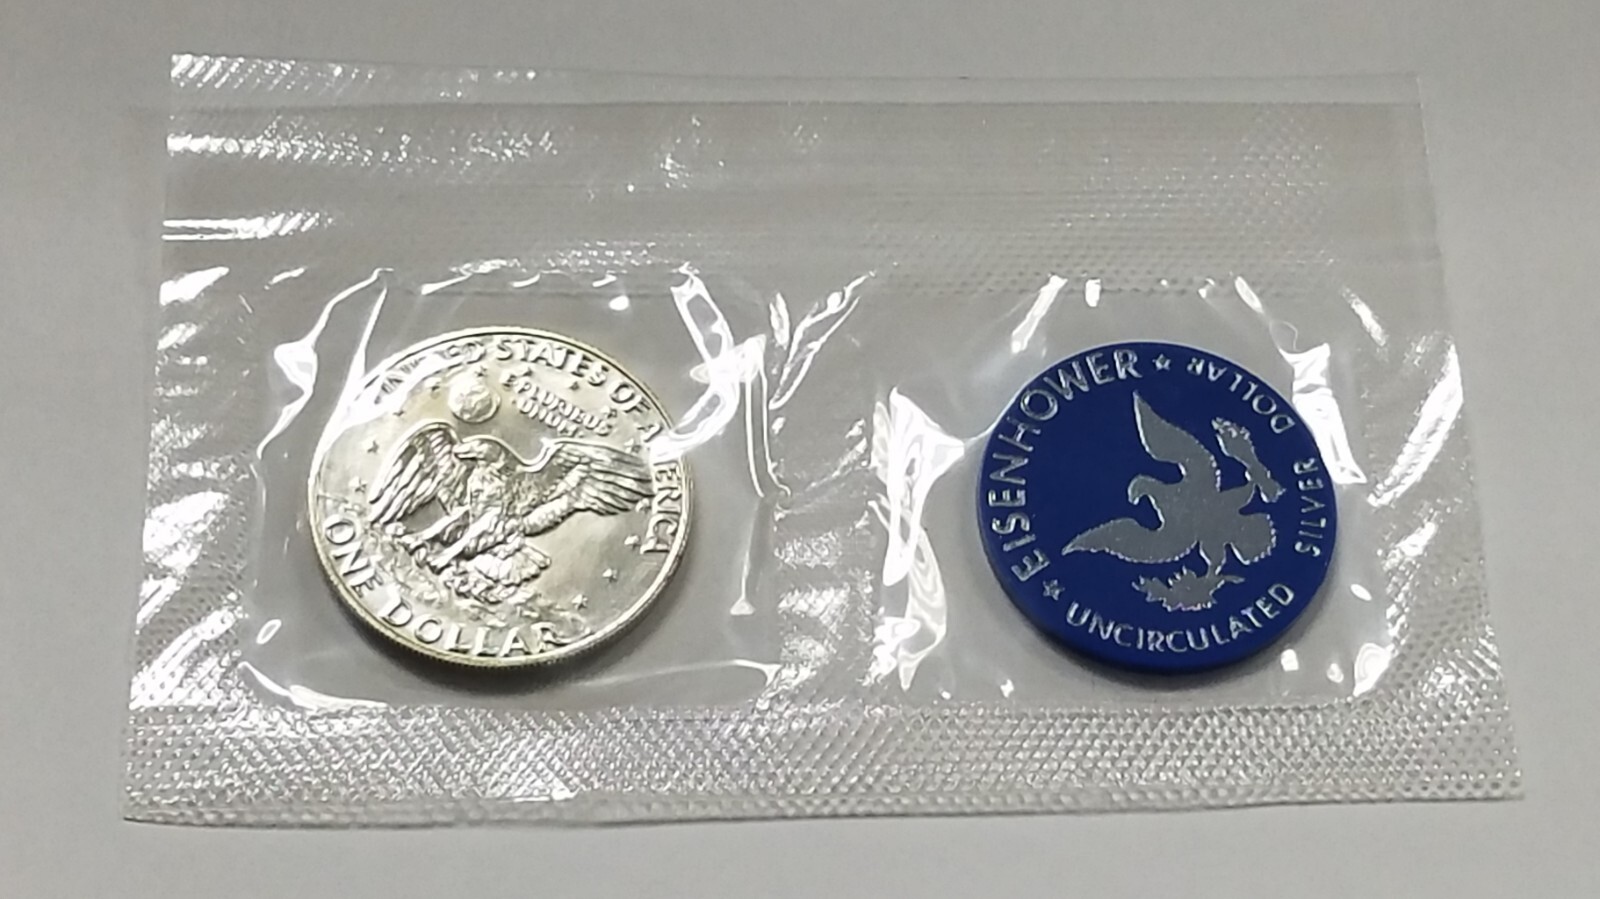 UNITED STATES OF AMERICA
E PLURIBUS
UNUM
ONE DOLLAR
EISENHOWER ★ DOLLAR
SILVER
★ UNCIRCULATED